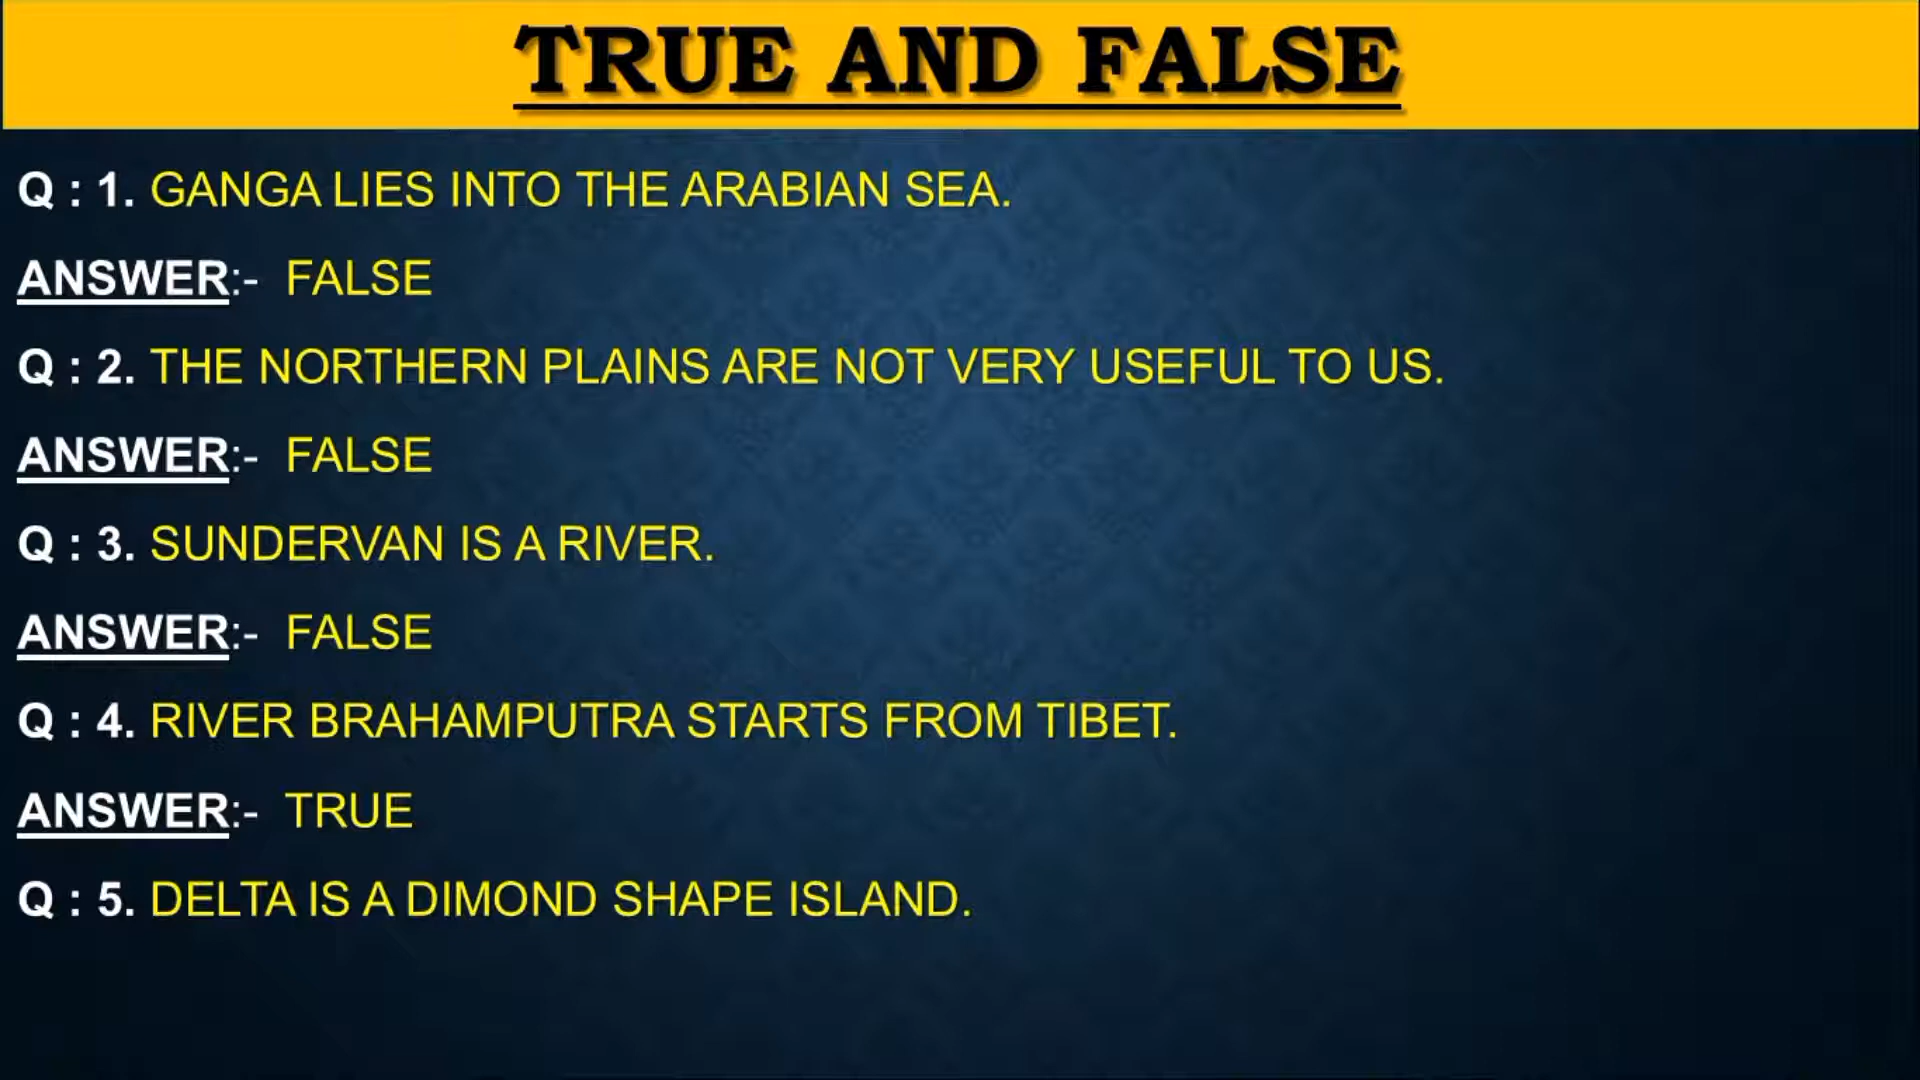 TRUE AND FALSE
Q : 1. GANGA LIES INTO THE ARABIAN SEA.
ANSWER:- FALSE
Q : 2. THE NORTHERN PLAINS ARE NOT VERY USEFUL TO US.
ANSWER:- FALSE
Q : 3. SUNDERVAN IS A RIVER.
ANSWER:- FALSE
Q : 4. RIVER BRAHAMPUTRA STARTS FROM TIBET.
ANSWER:- TRUE
Q : 5. DELTA IS A DIMOND SHAPE ISLAND.